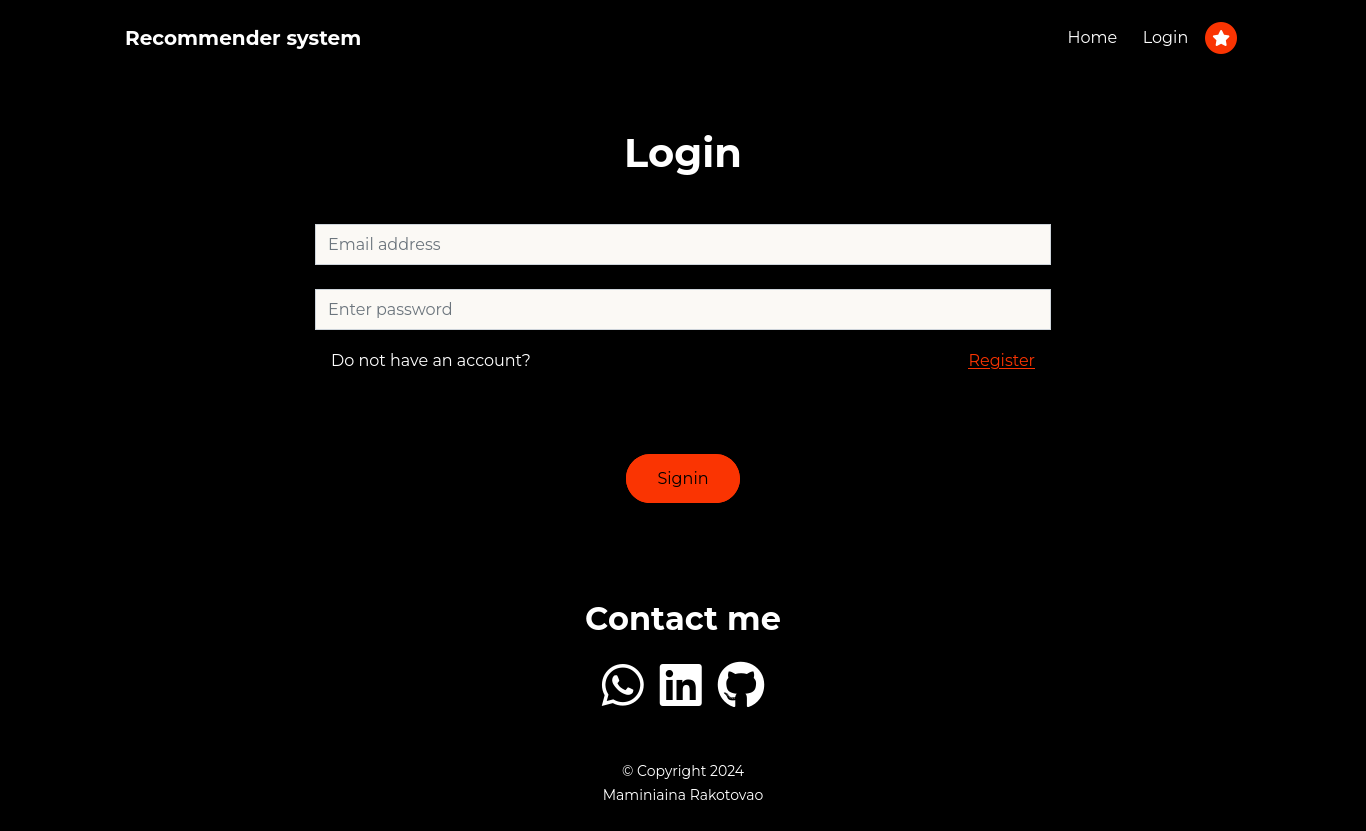 Recommender system
Home
Login
Login
Email address
Enter password
Do not have an account?
Register
Signin
Contact me
© Copyright 2024
Maminiaina Rakotovao